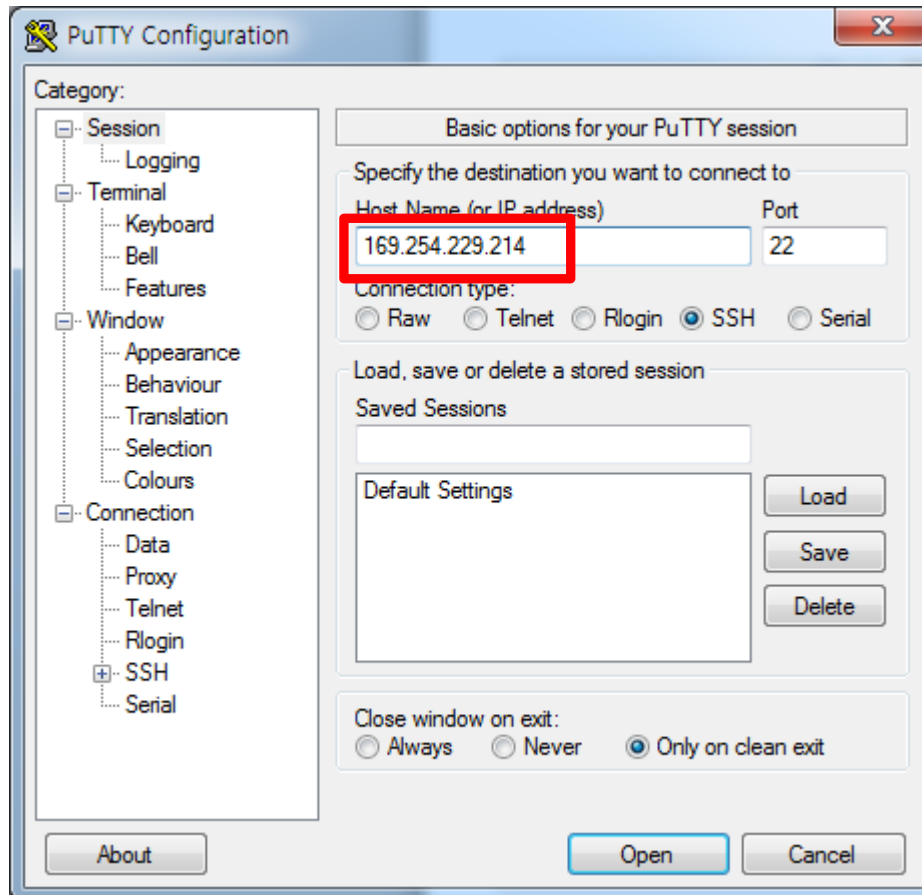 PuTTY Configuration
Category:
Session
Logging
Terminal
Keyboard
Bell
Features
Window
Appearance
Behaviour
Translation
Selection
Colours
Connection
Data
Proxy
Telnet
Rlogin
SSH
Serial
Basic options for your PuTTY session
Specify the destination you want to connect to
Host Name (or IP address) Port
169.254.229.214 22
Connection type:
Raw Telnet Rlogin SSH Serial
Load, save or delete a stored session
Saved Sessions
Default Settings
Load
Save
Delete
Close window on exit:
Always Never Only on clean exit
About Open Cancel